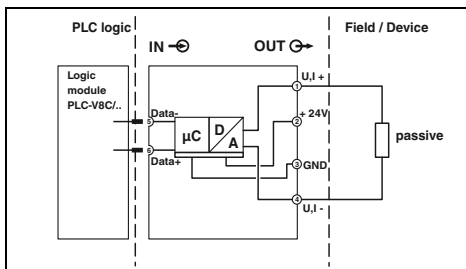 PLC logic
IN
OUT
Field / Device
Logic
module
PLC-V8C/..
U,I +
1
+ 24V
2
Data-
5
µC
D
A
passive
6
Data+
3
GND
4
U,I -